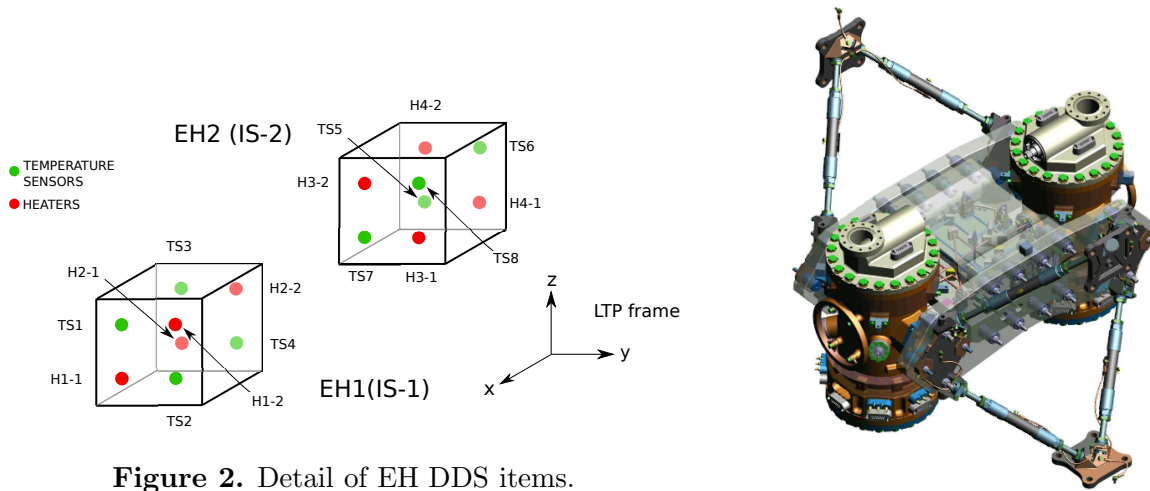 H4-2
TS5
EH2 (IS-2)
TS6
TEMPERATURE
SENSORS
H3-2
HEATERS
H4-1
TS3
TS8
TS7
H3-1
H2-1
H2-2
z
LTP frame
TS1
TS4
y
H1-1
x
EH1(IS-1)
H1-2
TS2
Figure 2. Detail of EH DDS items.